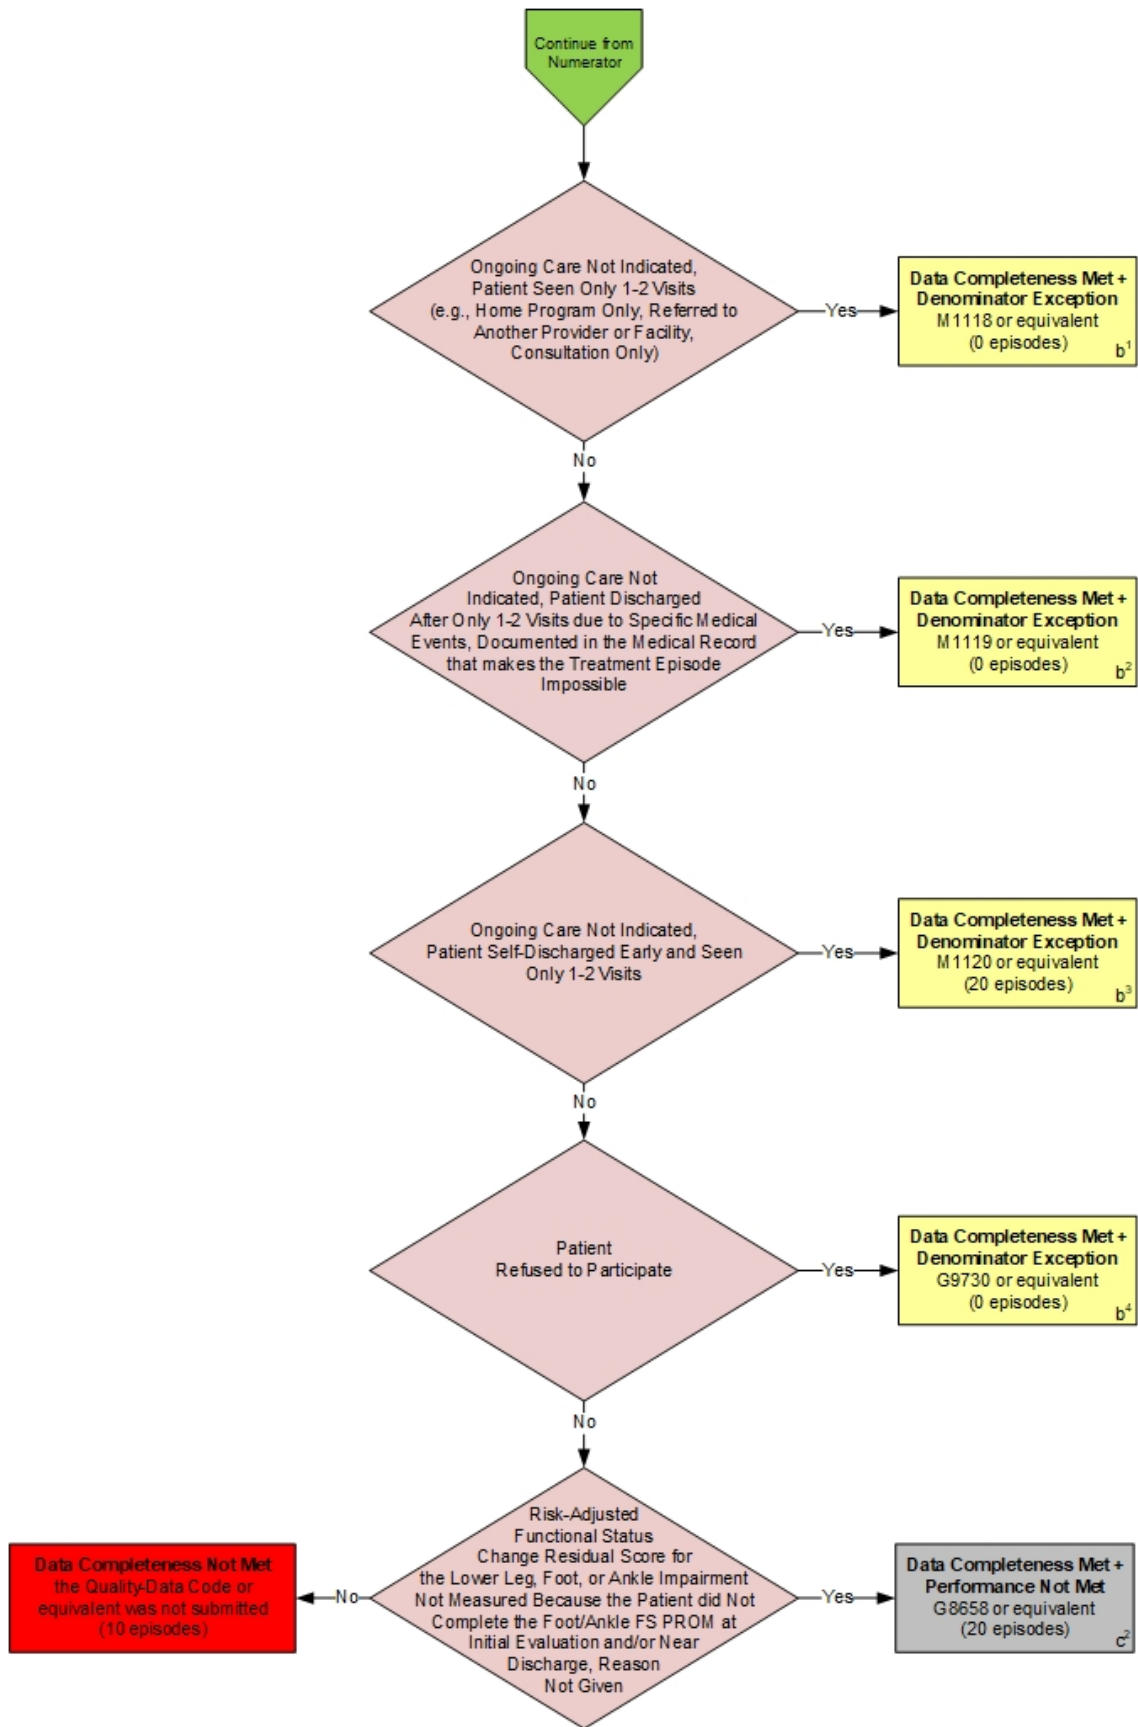 Continue from
Numerator
Ongoing Care Not Indicated,
Patient Seen Only 1-2 Visits
(e.g., Home Program Only, Referred to
Another Provider or Facility,
Consultation Only)
Yes
Data Completeness Met +
Denominator Exception
M1118 or equivalent
(0 episodes)
b¹
No
Ongoing Care Not
Indicated, Patient Discharged
After Only 1-2 Visits due to Specific Medical
Events, Documented in the Medical Record
that makes the Treatment Episode
Impossible
Yes
Data Completeness Met +
Denominator Exception
M1119 or equivalent
(0 episodes)
b²
No
Ongoing Care Not Indicated,
Patient Self-Discharged Early and Seen
Only 1-2 Visits
Yes
Data Completeness Met +
Denominator Exception
M1120 or equivalent
(20 episodes)
b³
No
Patient
Refused to Participate
Yes
Data Completeness Met +
Denominator Exception
G9730 or equivalent
(0 episodes)
b⁴
No
Risk-Adjusted
Functional Status
Change Residual Score for
the Lower Leg, Foot, or Ankle Impairment
Not Measured Because the Patient did Not
Complete the Foot/Ankle FS PROM at
Initial Evaluation and/or Near
Discharge, Reason
Not Given
No
Data Completeness Not Met
the Quality-Data Code or
equivalent was not submitted
(10 episodes)
Yes
Data Completeness Met +
Performance Not Met
G8658 or equivalent
(20 episodes)
c²